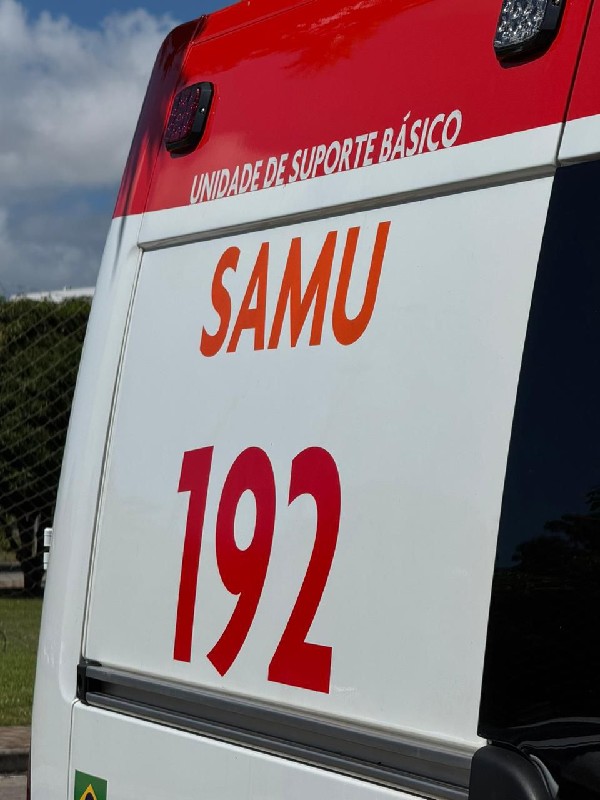 UNIDADE DE SUPORTE BÁSICO
SAMU
192